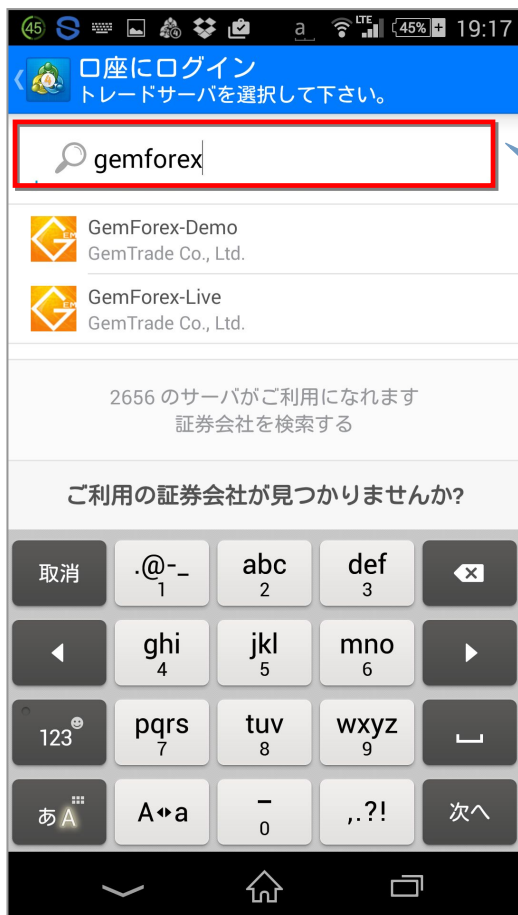 45 S a LTE 45% 19:17
口座にログイン
トレードサーバを選択して下さい。
gemforex
GemForex-Demo
GemTrade Co., Ltd.
GemForex-Live
GemTrade Co., Ltd.
2656 のサーバがご利用になれます
証券会社を検索する
ご利用の証券会社が見つかりませんか?
取消 .@-_ 1 abc 2 def 3
ghi 4 jkl 5 mno 6
123 pqrs 7 tuv 8 wxyz 9
あA A⇔a – 0 ,.?! 次へ